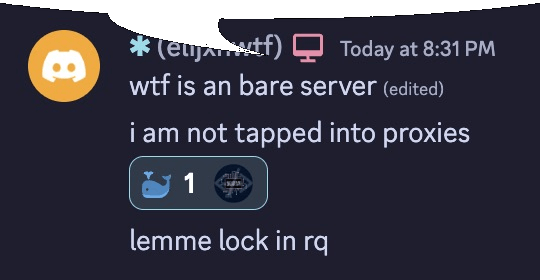 Today at 8:31 PM
wtf is an bare server (edited)
i am not tapped into proxies
1
lemme lock in rq